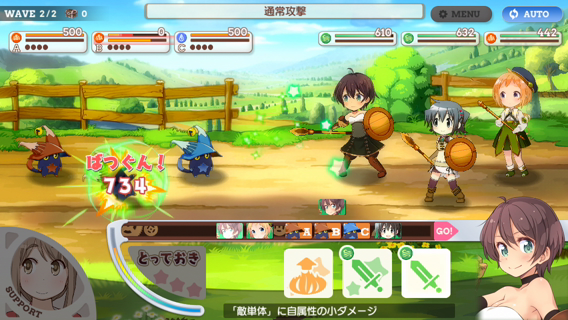 WAVE 2/2 0
通常攻撃
MENU
AUTO
500 0 500 610 632 442
A B C
ばつぐん!
734
A B C GO!
とっておき
SUPPORT
「敵単体」に自属性の小ダメージ